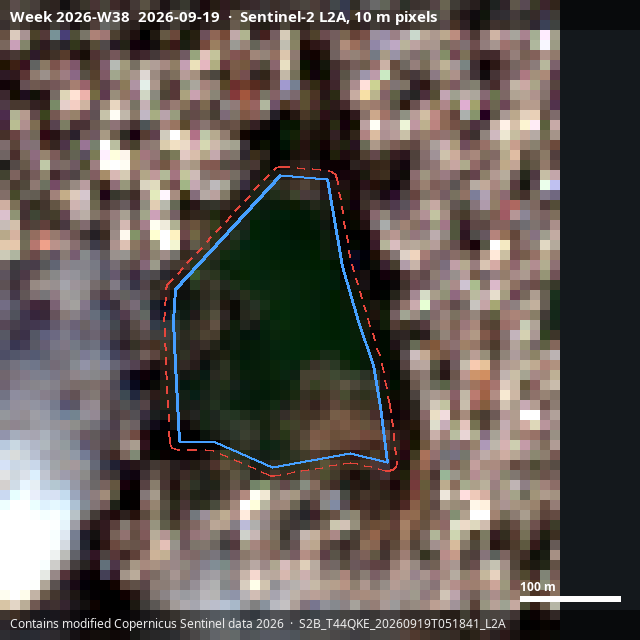 Week 2026-W38 2026-09-19 · Sentinel-2 L2A, 10 m pixels
100 m
Contains modified Copernicus Sentinel data 2026 · S2B_T44QKE_20260919T051841_L2A